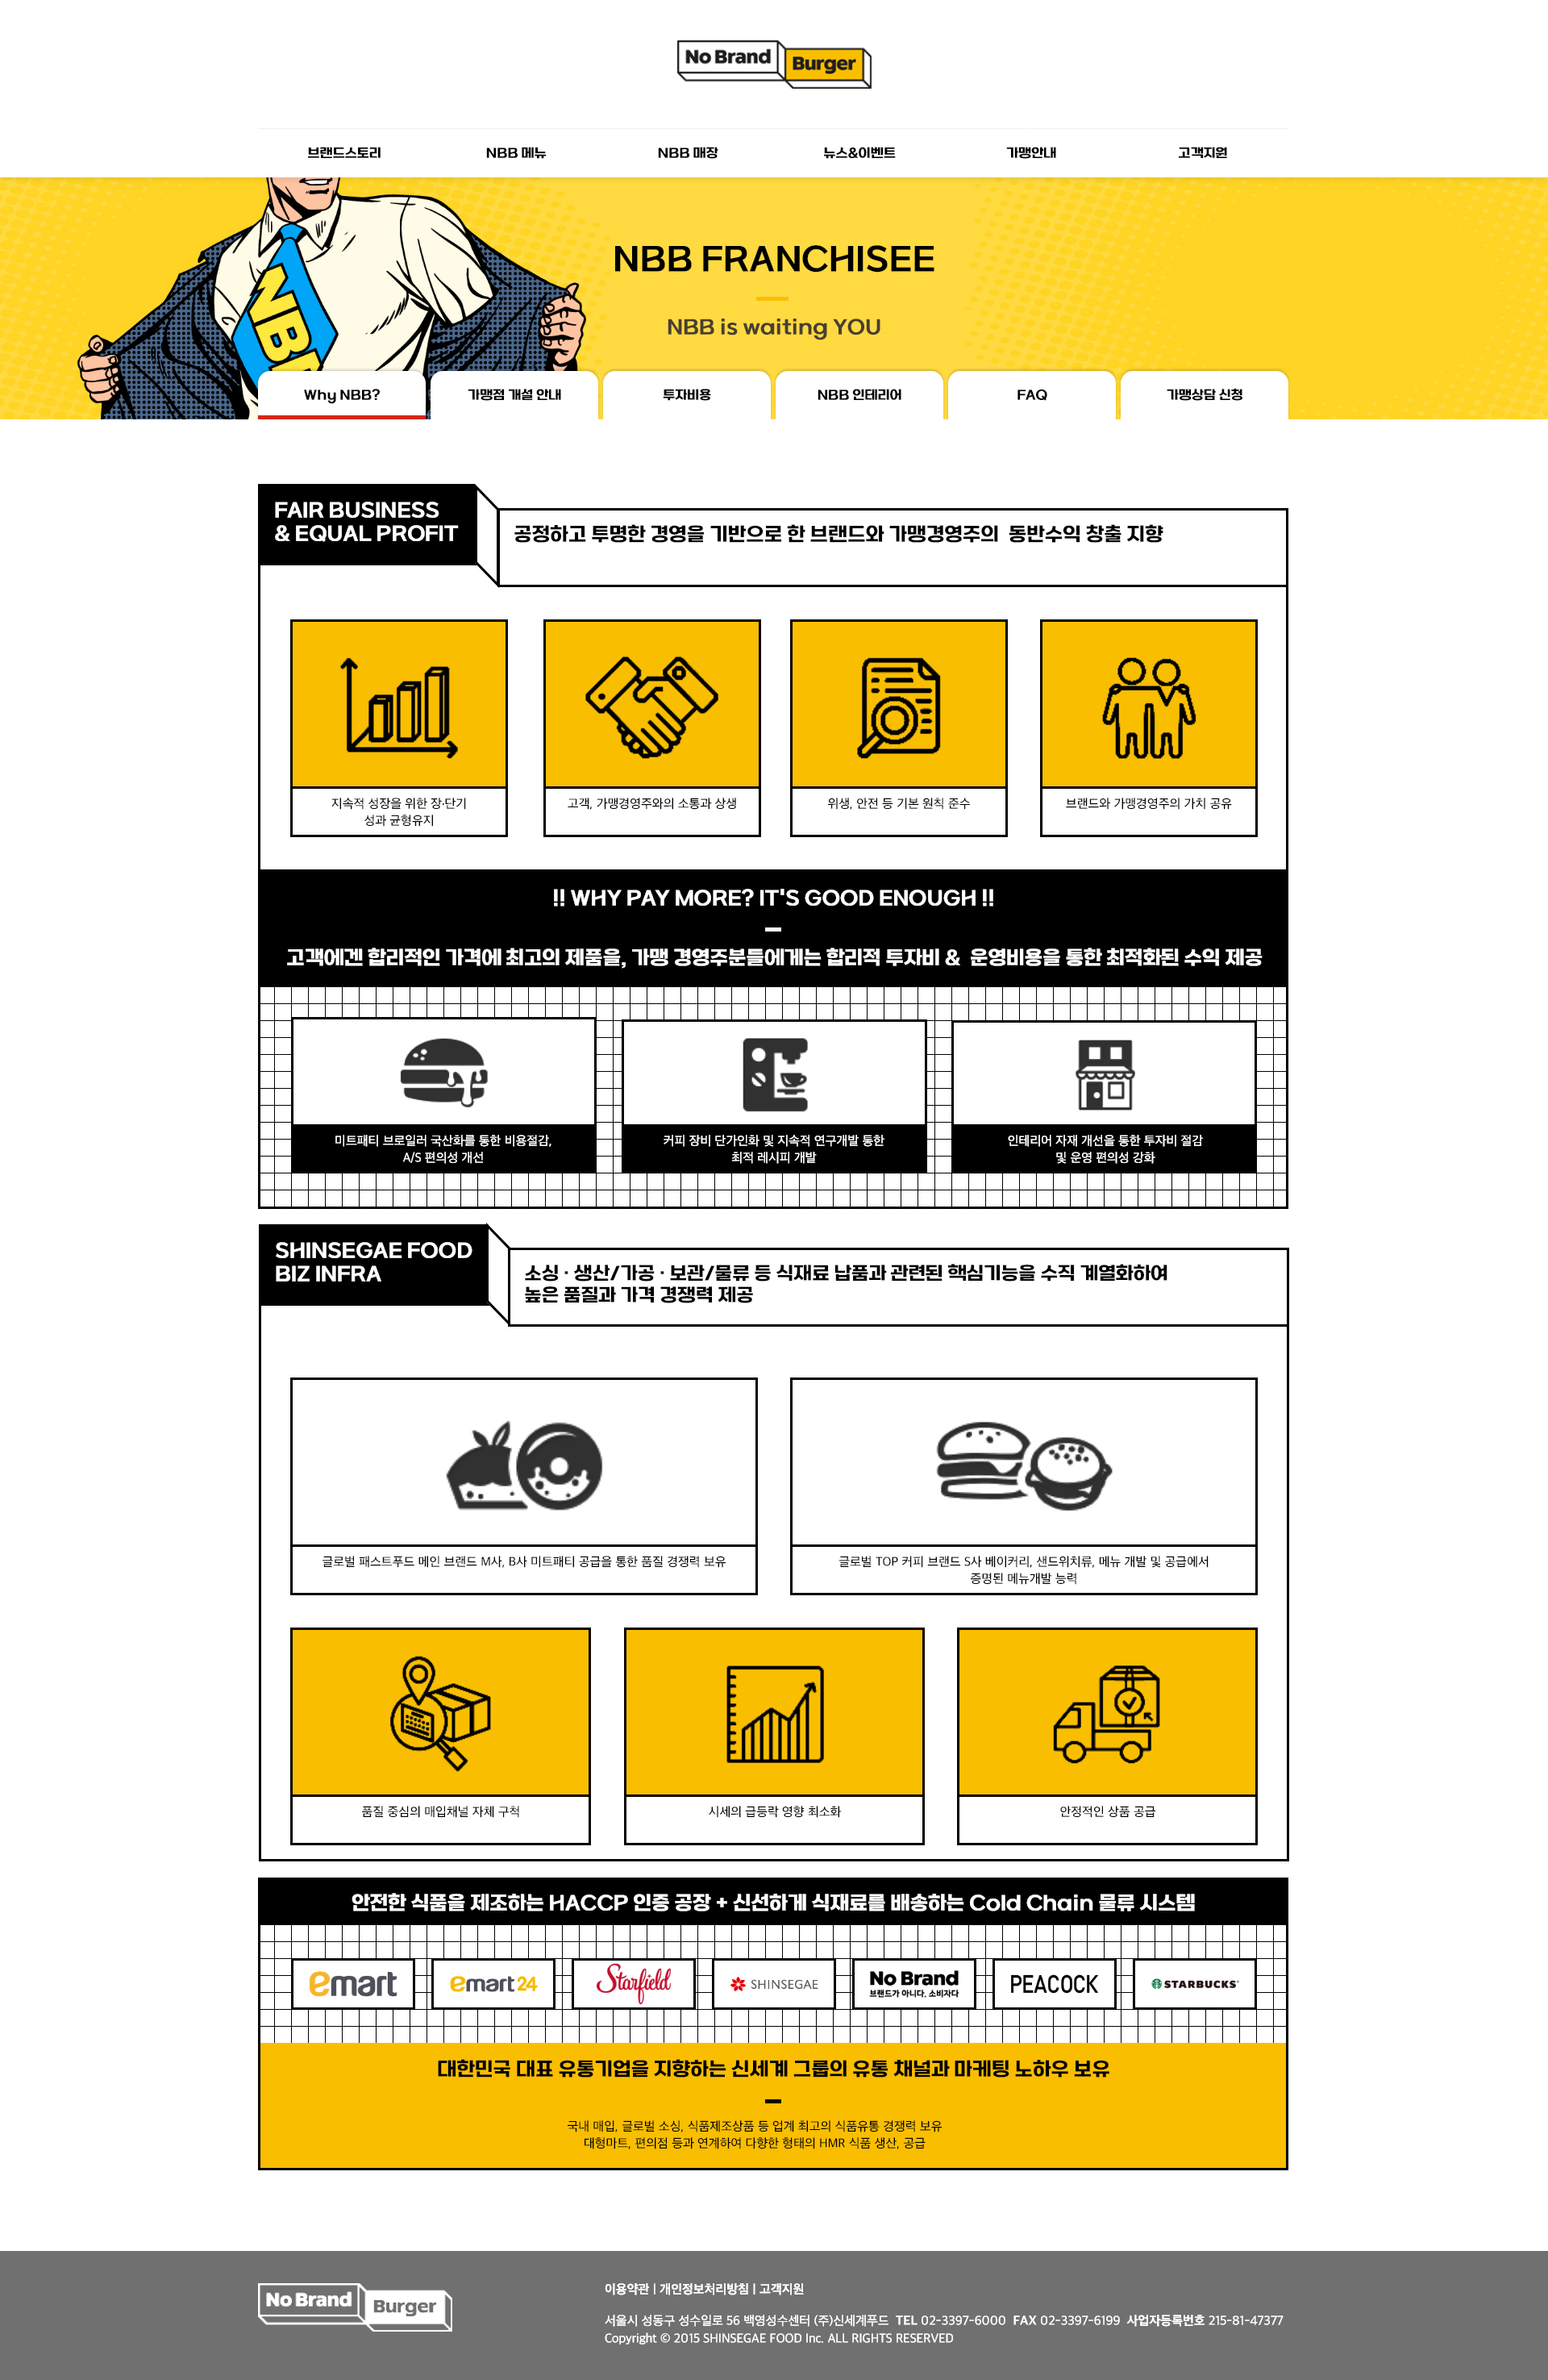 No Brand Burger
브랜드스토리
NBB 메뉴
NBB 매장
뉴스&이벤트
가맹안내
고객지원
NBB FRANCHISEE
NBB is waiting YOU
NBB
Why NBB?
가맹점 개설 안내
투자비용
NBB 인테리어
FAQ
가맹상담 신청
FAIR BUSINESS
& EQUAL PROFIT
공정하고 투명한 경영을 기반으로 한 브랜드와 가맹경영주의 동반수익 창출 지향
지속적 성장을 위한 장·단기
성과 균형유지
고객, 가맹경영주와의 소통과 상생
위생, 안전 등 기본 원칙 준수
브랜드와 가맹경영주의 가치 공유
!! WHY PAY MORE? IT'S GOOD ENOUGH !!
고객에겐 합리적인 가격에 최고의 제품을, 가맹 경영주분들에게는 합리적 투자비 & 운영비용을 통한 최적화된 수익 제공
미트패티 브로일러 국산화를 통한 비용절감,
A/S 편의성 개선
커피 장비 단가인화 및 지속적 연구개발 통한
최적 레시피 개발
인테리어 자재 개선을 통한 투자비 절감
및 운영 편의성 강화
SHINSEGAE FOOD
BIZ INFRA
소싱 · 생산/가공 · 보관/물류 등 식재료 납품과 관련된 핵심기능을 수직 계열화하여
높은 품질과 가격 경쟁력 제공
글로벌 패스트푸드 메인 브랜드 M사, B사 미트패티 공급을 통한 품질 경쟁력 보유
글로벌 TOP 커피 브랜드 S사 베이커리, 샌드위치류, 메뉴 개발 및 공급에서
증명된 메뉴개발 능력
품질 중심의 매입채널 자체 구척
시세의 급등락 영향 최소화
안정적인 상품 공급
안전한 식품을 제조하는 HACCP 인증 공장 + 신선하게 식재료를 배송하는 Cold Chain 물류 시스템
emart
emart24
Starfield
SHINSEGAE
No Brand
브랜드가 아니다, 소비자다
PEACOCK
STARBUCKS
대한민국 대표 유통기업을 지향하는 신세계 그룹의 유통 채널과 마케팅 노하우 보유
국내 매입, 글로벌 소싱, 식품제조상품 등 업계 최고의 식품유통 경쟁력 보유
대형마트, 편의점 등과 연계하여 다향한 형태의 HMR 식품 생산, 공급
No Brand Burger
이용약관 | 개인정보처리방침 | 고객지원
서울시 성동구 성수일로 56 백영성수센터 (주)신세계푸드 TEL 02-3397-6000 FAX 02-3397-6199 사업자등록번호 215-81-47377
Copyright © 2015 SHINSEGAE FOOD Inc. ALL RIGHTS RESERVED